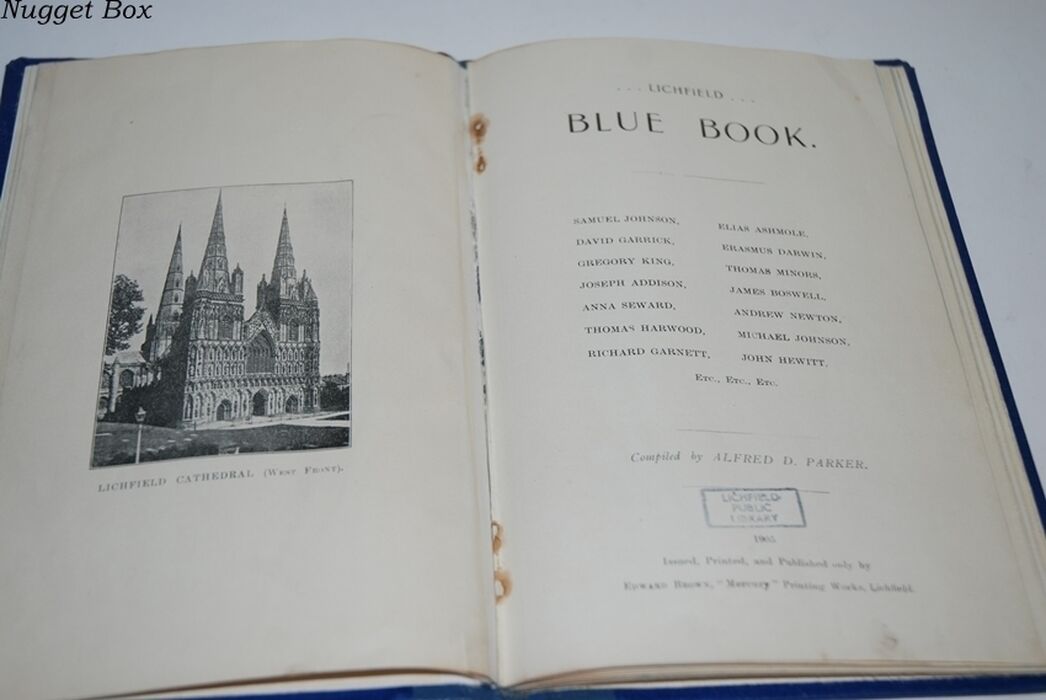 Nugget Box
LICHFIELD CATHEDRAL (West Front).
... LICHFIELD ...
BLUE BOOK.
SAMUEL JOHNSON,
DAVID GARRICK,
GREGORY KING,
JOSEPH ADDISON,
ANNA SEWARD,
THOMAS HARWOOD,
RICHARD GARNETT,
ELIAS ASHMOLE,
ERASMUS DARWIN,
THOMAS MINORS,
JAMES BOSWELL,
ANDREW NEWTON,
MICHAEL JOHNSON,
JOHN HEWITT,
Etc., Etc., Etc.
Compiled by ALFRED D. PARKER.
LICHFIELD
PUBLIC
LIBRARY
Issued, Printed, and Published only by
Edward Brown, "Mercury" Printing Works, Lichfield.